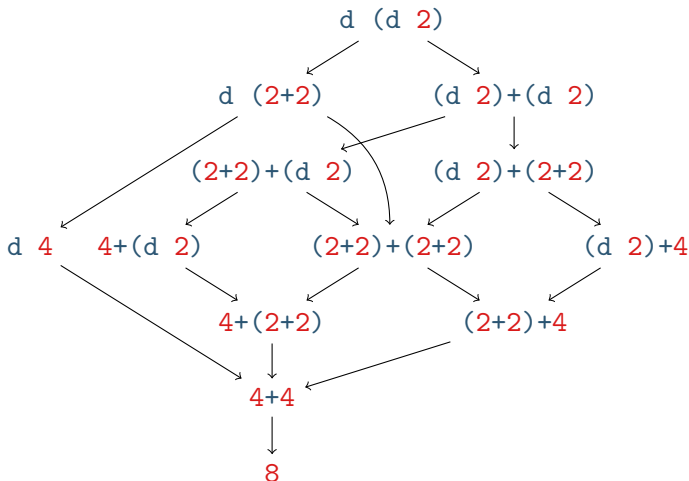 d (d 2)
d (2+2) (d 2)+(d 2)
(2+2)+(d 2) (d 2)+(2+2)
d 4 4+(d 2) (2+2)+(2+2) (d 2)+4
4+(2+2) (2+2)+4
4+4
8